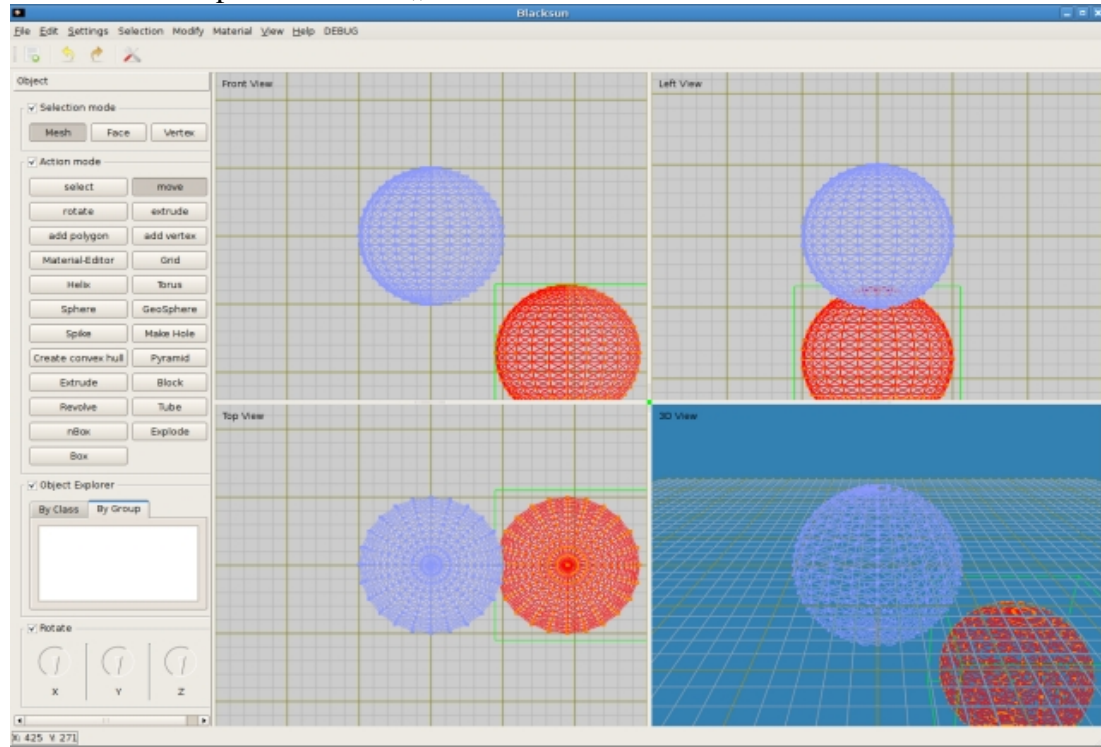 Blacksun
File Edit Settings Selection Modify Material View Help DEBUG
Object
Front View
Left View
Selection mode
Mesh Face Vertex
Action mode
select move
rotate extrude
add polygon add vertex
Material-Editor Grid
Helix Torus
Sphere GeoSphere
Spike Make Hole
Create convex hull Pyramid
Extrude Block
Revolve Tube
nBox Explode
Box
Top View
3D View
Object Explorer
By Class By Group
Rotate
X Y Z
X: 425 Y 271